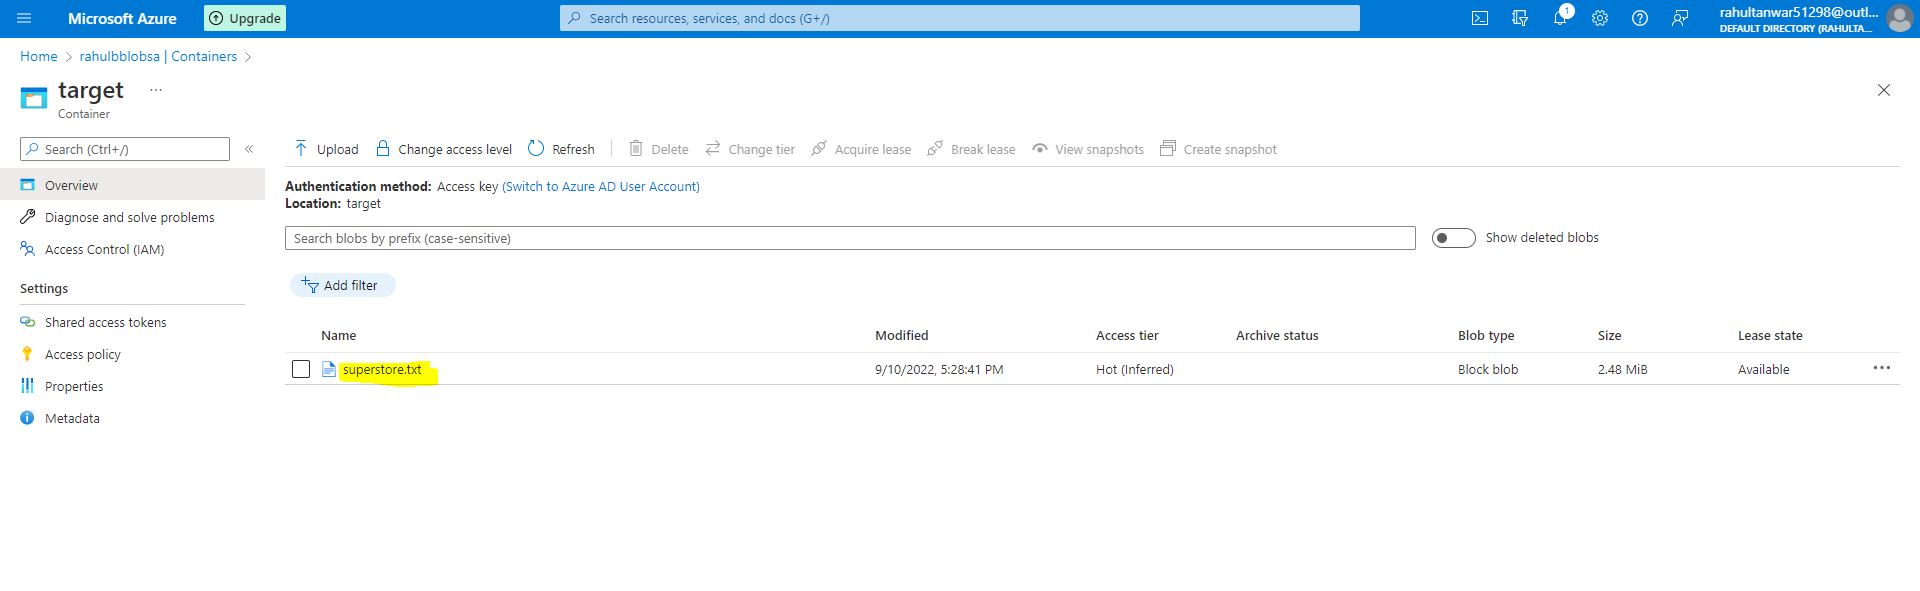 Microsoft Azure
Upgrade
Search resources, services, and docs (G+/)
1
rahultanwar51298@outl...
DEFAULT DIRECTORY (RAHULTA...
Home > rahulbblobsa | Containers >
target ...
Container
Search (Ctrl+/)
«
Upload
Change access level
Refresh
Delete
Change tier
Acquire lease
Break lease
View snapshots
Create snapshot
Overview
Diagnose and solve problems
Access Control (IAM)
Settings
Shared access tokens
Access policy
Properties
Metadata
Authentication method: Access key (Switch to Azure AD User Account)
Location: target
Search blobs by prefix (case-sensitive)
Show deleted blobs
Add filter
Name Modified Access tier Archive status Blob type Size Lease state
superstore.txt 9/10/2022, 5:28:41 PM Hot (Inferred) Block blob 2.48 MiB Available ...